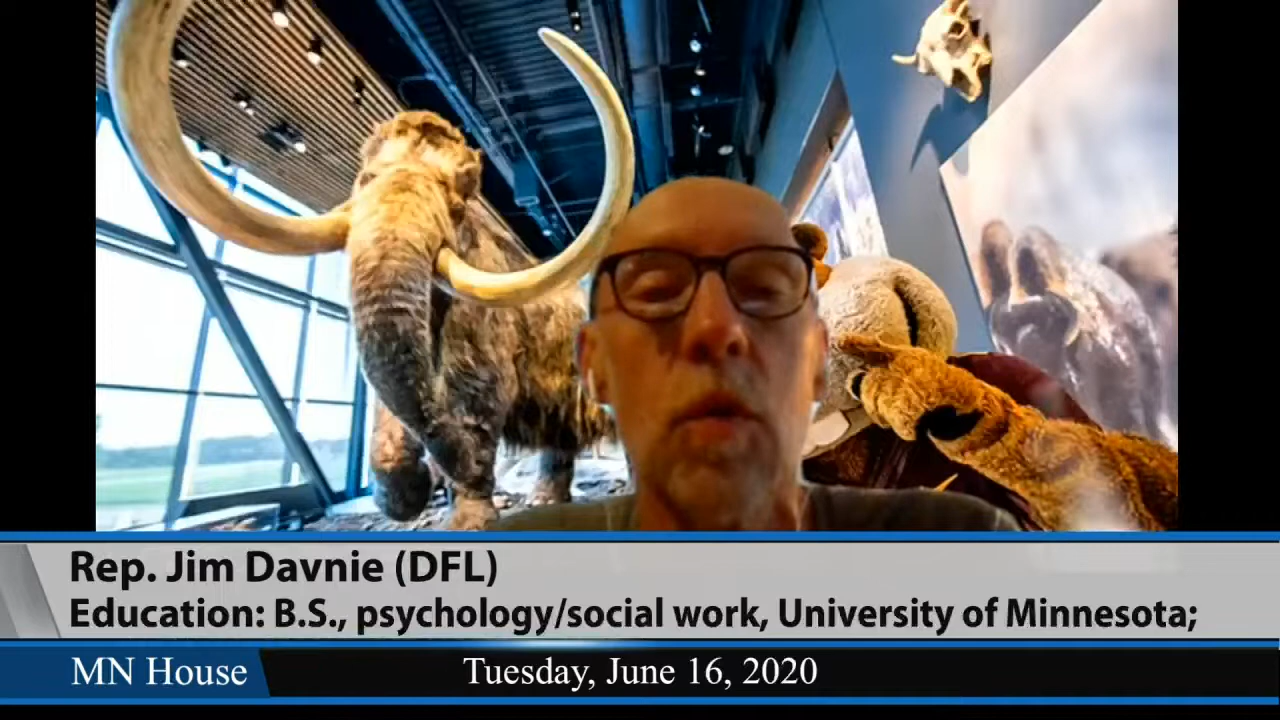 Rep. Jim Davnie (DFL)
Education: B.S., psychology/social work, University of Minnesota;
MN House
Tuesday, June 16, 2020